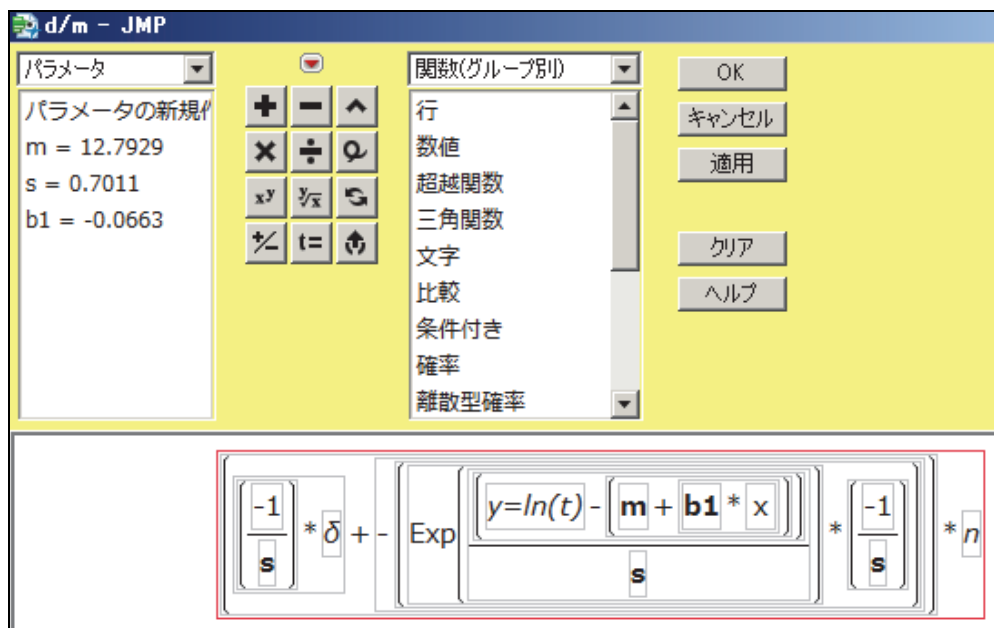 d/m - JMP
パラメータ
パラメータの新規作
m = 12.7929
s = 0.7011
b1 = -0.0663
+ - ^
× ÷
xʸ ʸ√x
+/- t=
関数(グループ別)
行
数値
超越関数
三角関数
文字
比較
条件付き
確率
離散型確率
OK
キャンセル
適用
クリア
ヘルプ
((-1/s) * δ + -(Exp((y=ln(t) - (m + b1 * x))/s) * (-1/s))) * n